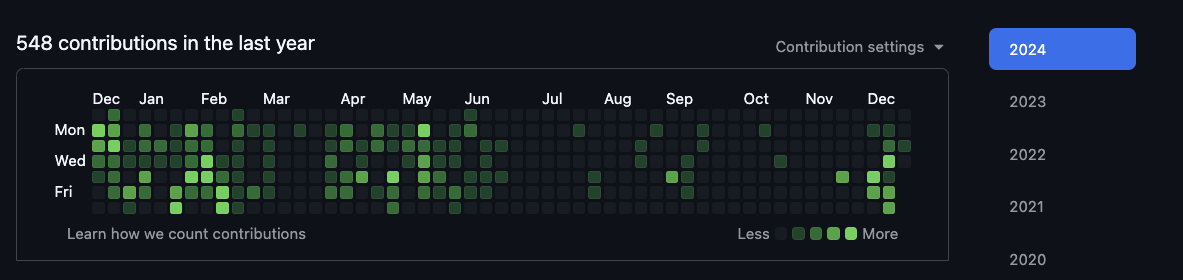 548 contributions in the last year
Contribution settings
2024
2023
2022
2021
2020
Dec Jan Feb Mar Apr May Jun Jul Aug Sep Oct Nov Dec
Mon
Wed
Fri
Learn how we count contributions
Less More